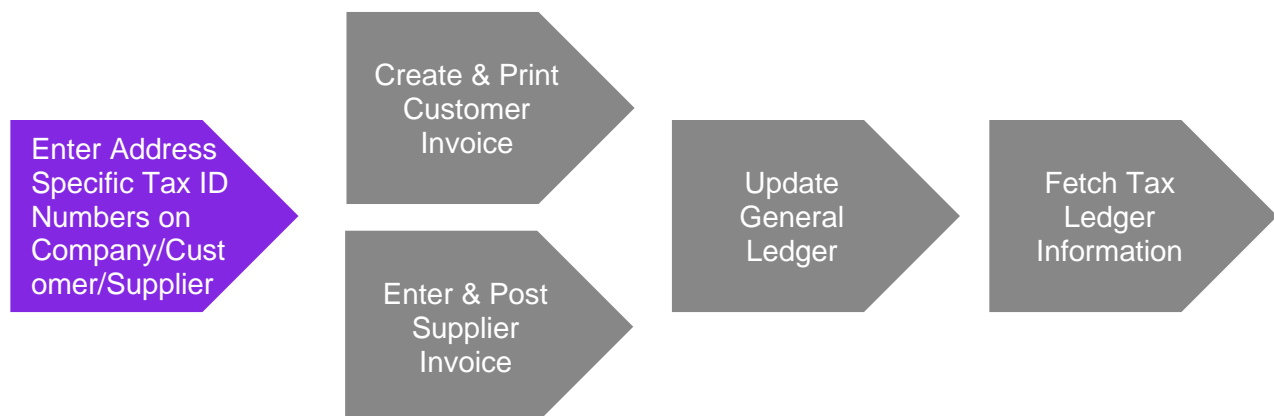 Enter Address
Specific Tax ID
Numbers on
Company/Cust
omer/Supplier
Create & Print
Customer
Invoice
Enter & Post
Supplier
Invoice
Update
General
Ledger
Fetch Tax
Ledger
Information